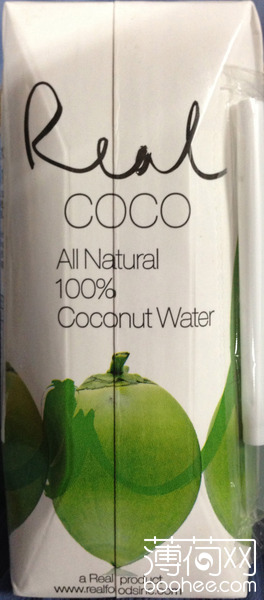 Real
COCO
All Natural
100%
Coconut Water
a Real product
www.realfoodsinc.com
薄荷网
boohee.com